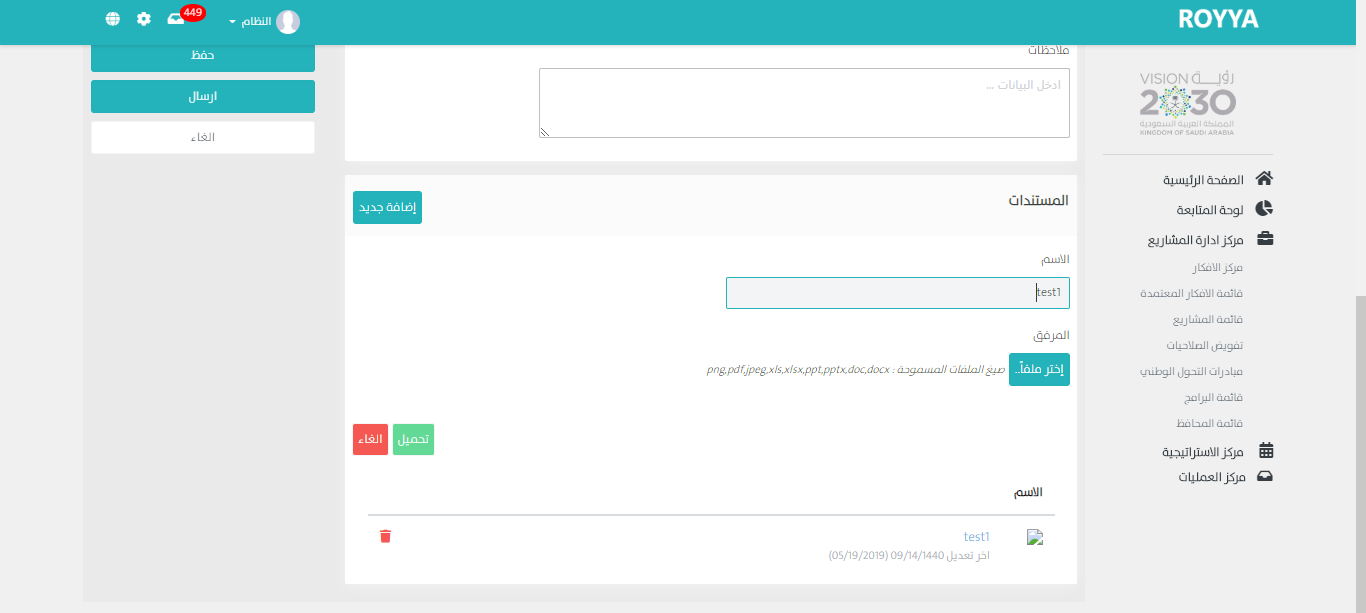 ROYYA
النظام
449
VISION رؤيــة
2030
المملكة العربية السعودية
KINGDOM OF SAUDI ARABIA
الصفحة الرئيسية
لوحة المتابعة
مركز ادارة المشاريع
مركز الافكار
قائمة الافكار المعتمدة
قائمة المشاريع
تفويض الصلاحيات
مبادرات التحول الوطني
قائمة البرامج
قائمة المحافظ
مركز الاستراتيجية
مركز العمليات
ملاحظات
ادخل البيانات ...
المستندات
إضافة جديد
الاسم
test1
المرفق
إختر ملفاً..
صيغ الملفات المسموحة : png,pdf,jpeg,xls,xlsx,ppt,pptx,doc,docx
تحميل
الغاء
الاسم
test1
اخر تعديل 09/14/1440 (05/19/2019)
حفظ
ارسال
الغاء